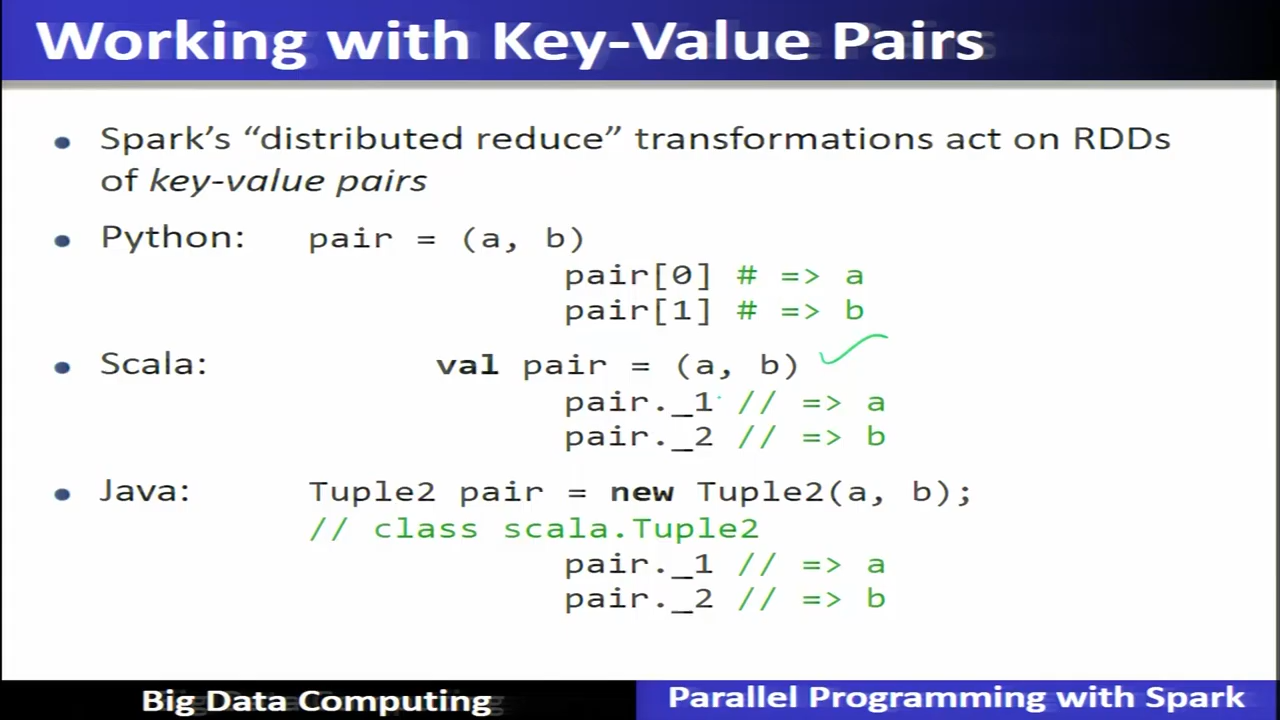 Working with Key-Value Pairs
• Spark's “distributed reduce” transformations act on RDDs
of key-value pairs
• Python: pair = (a, b)
pair[0] # => a
pair[1] # => b
• Scala: val pair = (a, b)
pair._1 // => a
pair._2 // => b
• Java: Tuple2 pair = new Tuple2(a, b);
// class scala.Tuple2
pair._1 // => a
pair._2 // => b
Big Data Computing
Parallel Programming with Spark